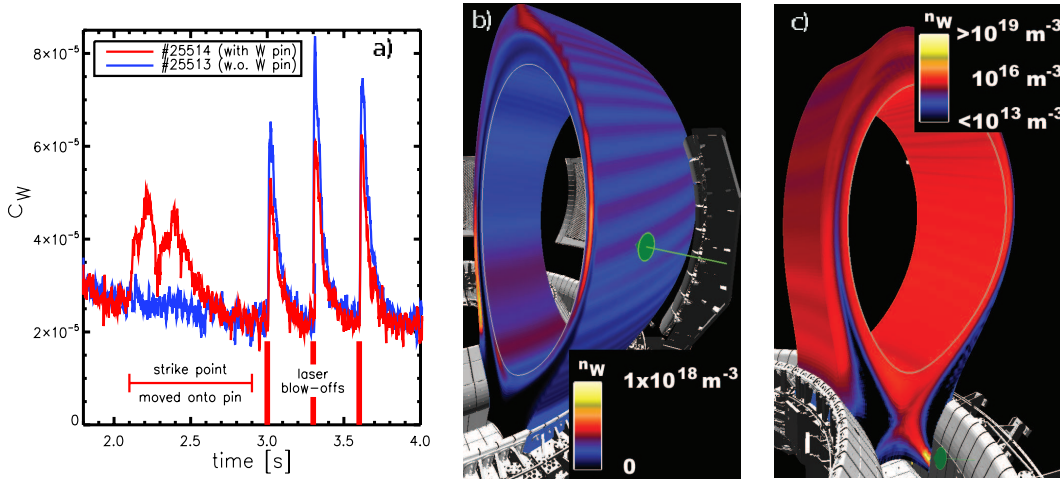 a)
#25514 (with W pin)
#25513 (w.o. W pin)
8×10⁻⁵
6×10⁻⁵
4×10⁻⁵
2×10⁻⁵
0
C_W
strike point
moved onto pin
laser
blow-offs
2.0 2.5 3.0 3.5 4.0
time [s]
b)
n_W
1x10¹⁸ m⁻³
0
c)
n_W
>10¹⁹ m⁻³
10¹⁶ m⁻³
<10¹³ m⁻³